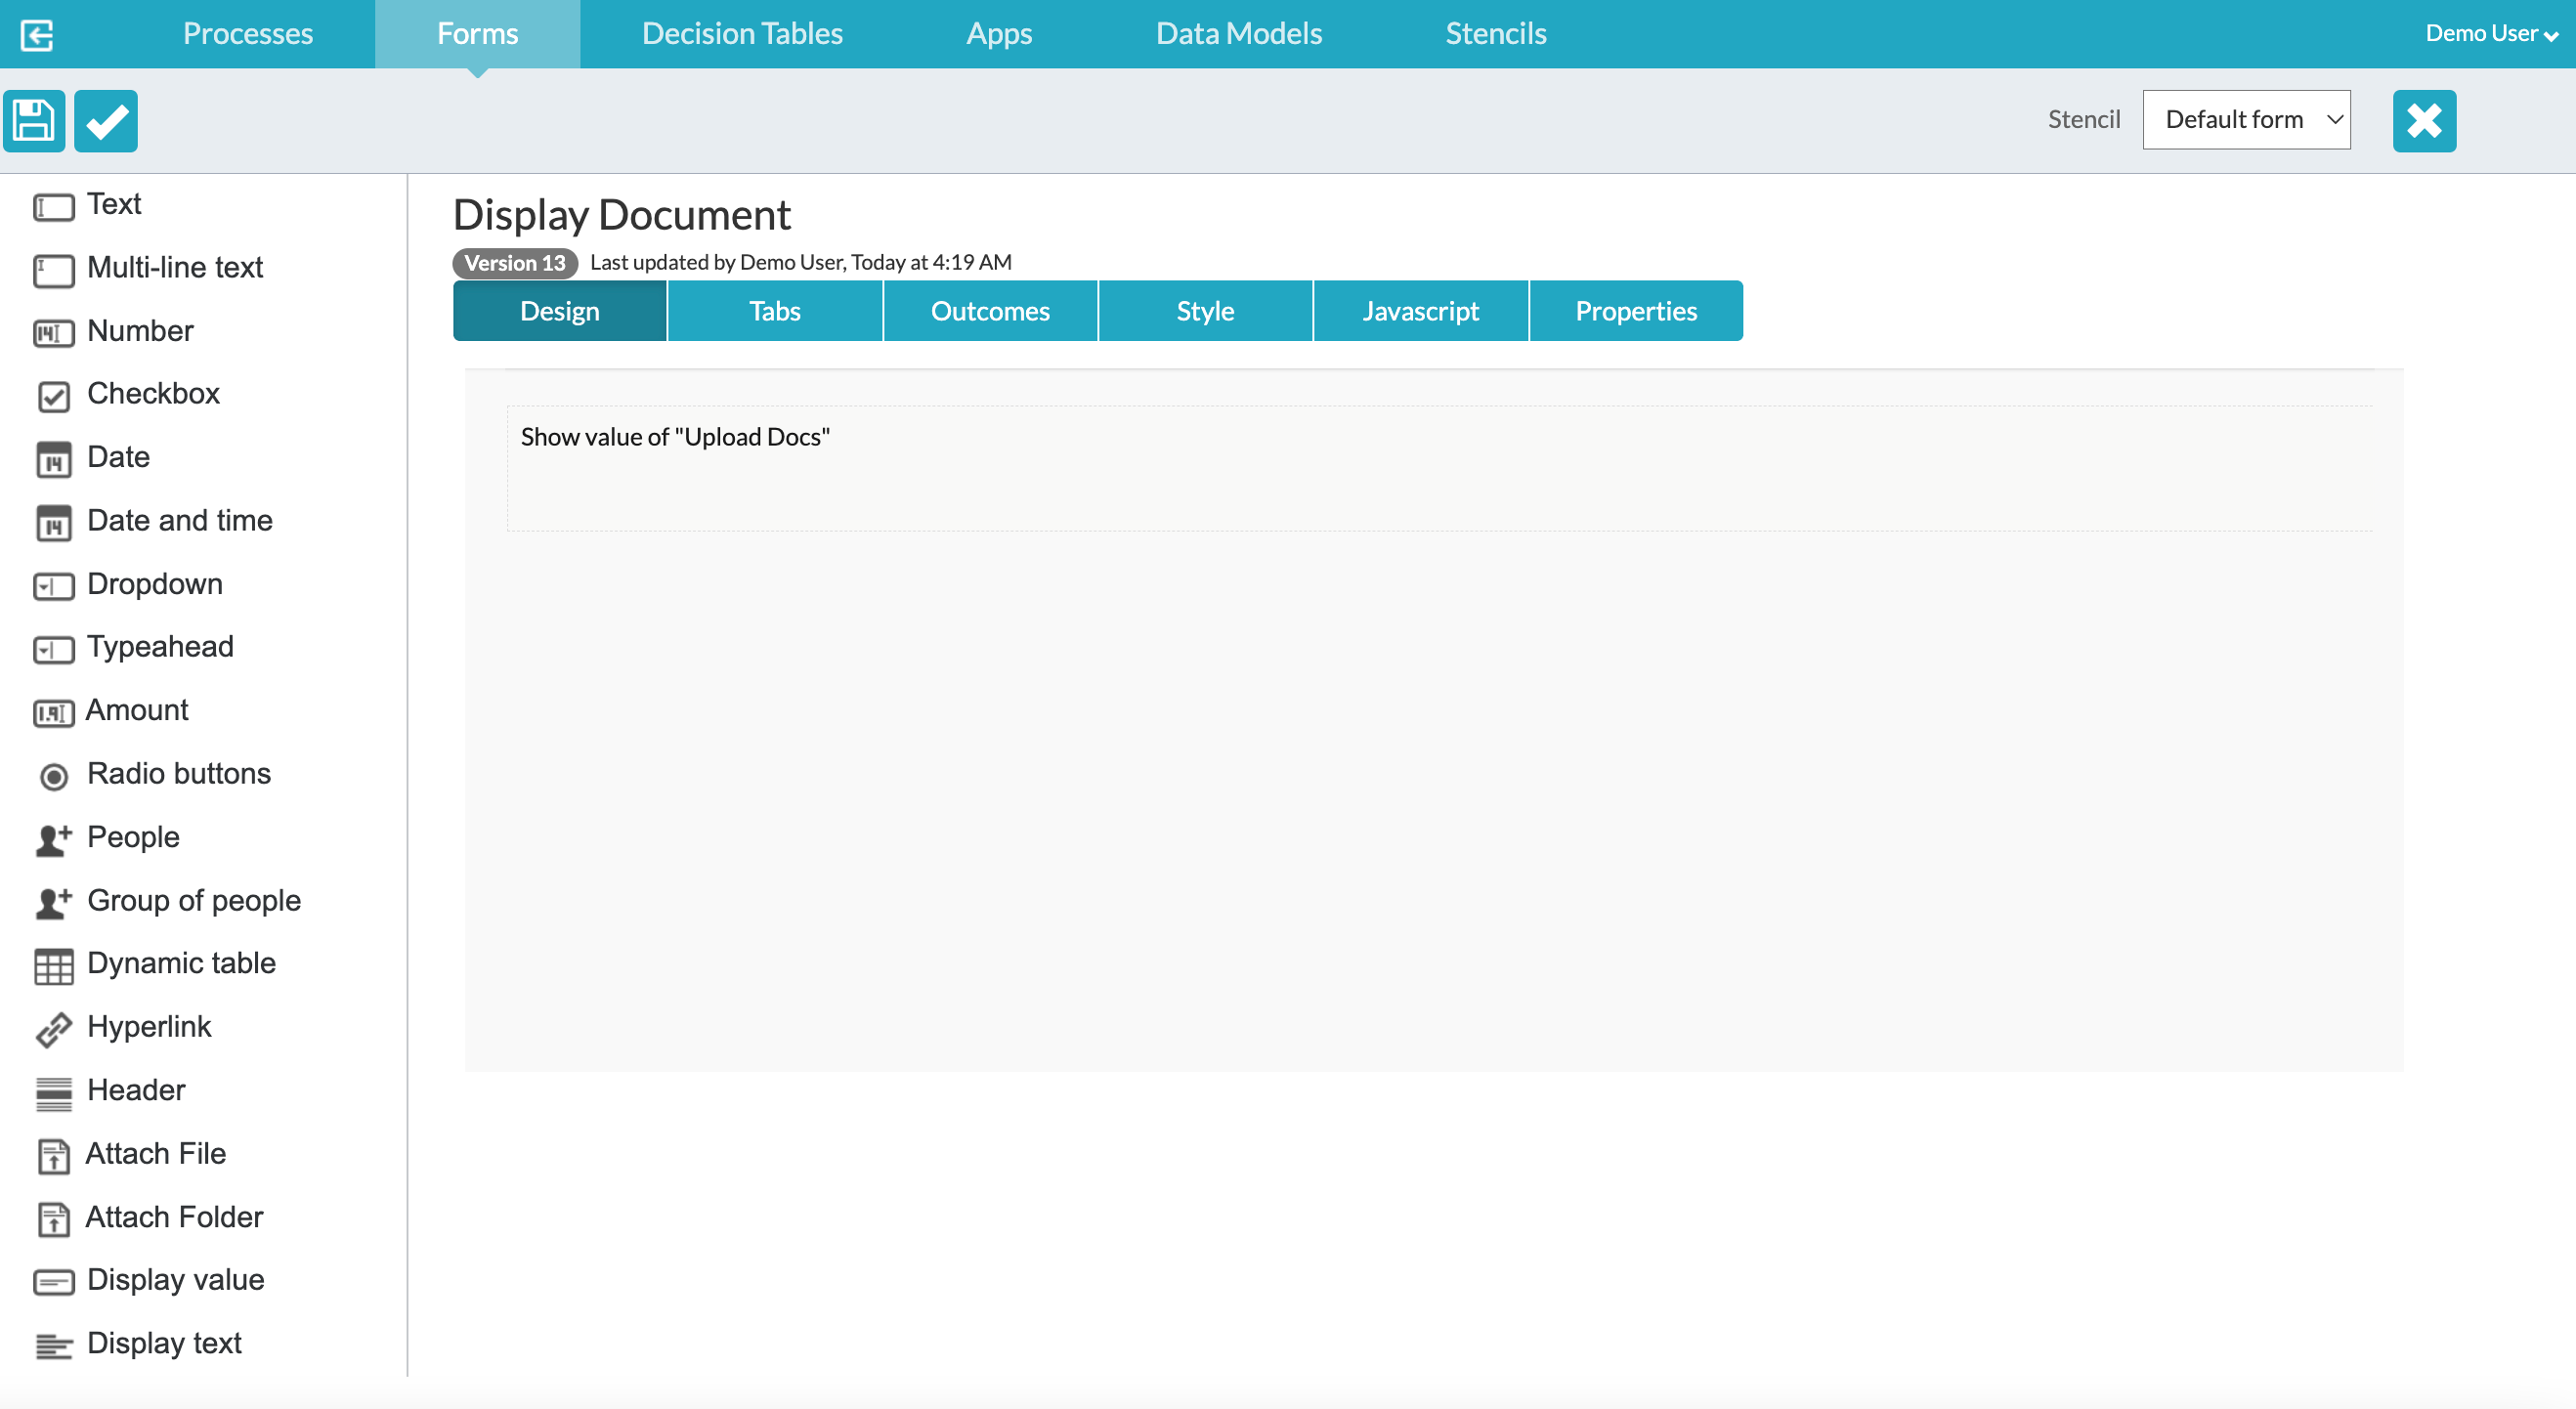 Processes Forms Decision Tables Apps Data Models Stencils Demo User
Stencil Default form
Text
Multi-line text
Number
Checkbox
Date
Date and time
Dropdown
Typeahead
Amount
Radio buttons
People
Group of people
Dynamic table
Hyperlink
Header
Attach File
Attach Folder
Display value
Display text
Display Document
Version 13 Last updated by Demo User, Today at 4:19 AM
Design Tabs Outcomes Style Javascript Properties
Show value of "Upload Docs"